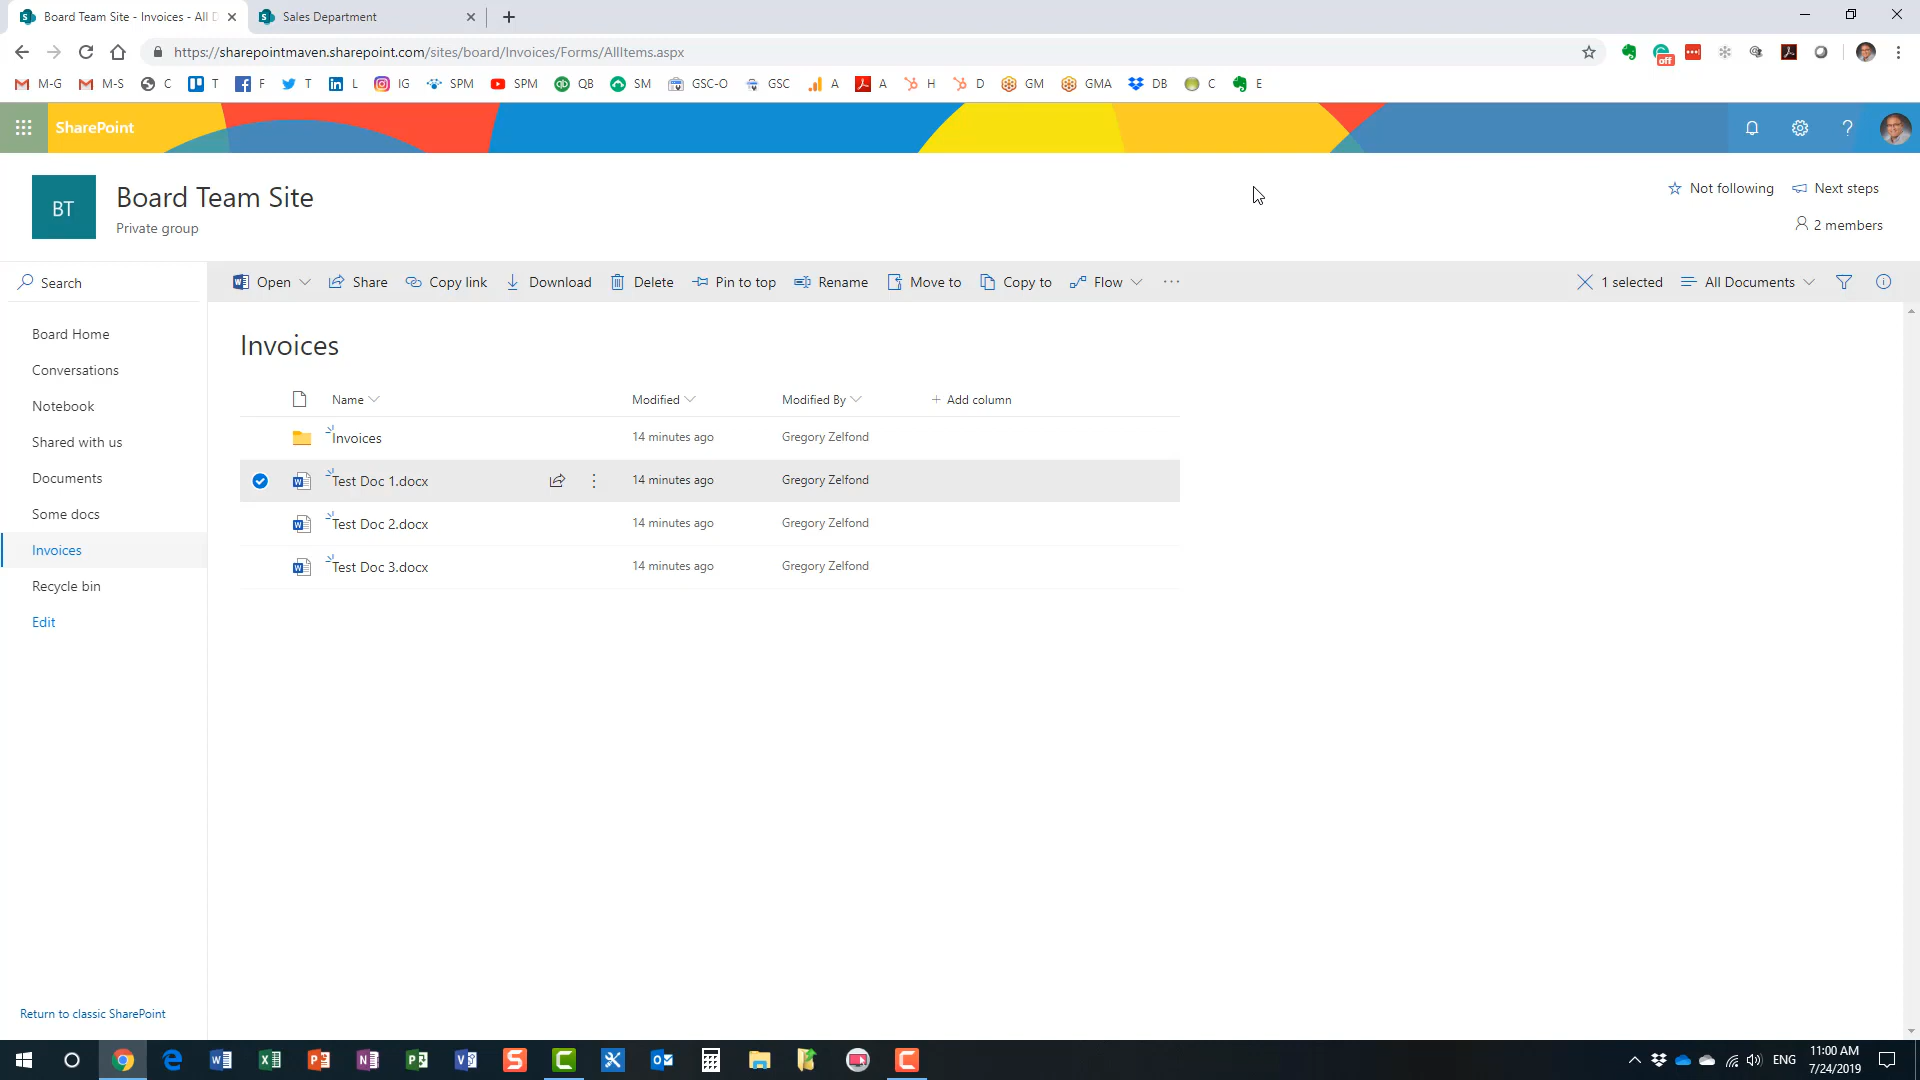 Board Team Site - Invoices - All D
Sales Department
https://sharepointmaven.sharepoint.com/sites/board/Invoices/Forms/AllItems.aspx
off
M-G M-S C T F T L IG SPM SPM QB SM GSC-O GSC A A H D GM GMA DB C E
SharePoint
BT
Board Team Site
Private group
Not following Next steps
2 members
Search
Open Share Copy link Download Delete Pin to top Rename Move to Copy to Flow ··· 1 selected All Documents
Board Home
Conversations
Notebook
Shared with us
Documents
Some docs
Invoices
Recycle bin
Edit
Return to classic SharePoint
Invoices
Name Modified Modified By + Add column
Invoices 14 minutes ago Gregory Zelfond
Test Doc 1.docx 14 minutes ago Gregory Zelfond
Test Doc 2.docx 14 minutes ago Gregory Zelfond
Test Doc 3.docx 14 minutes ago Gregory Zelfond
ENG
11:00 AM
7/24/2019